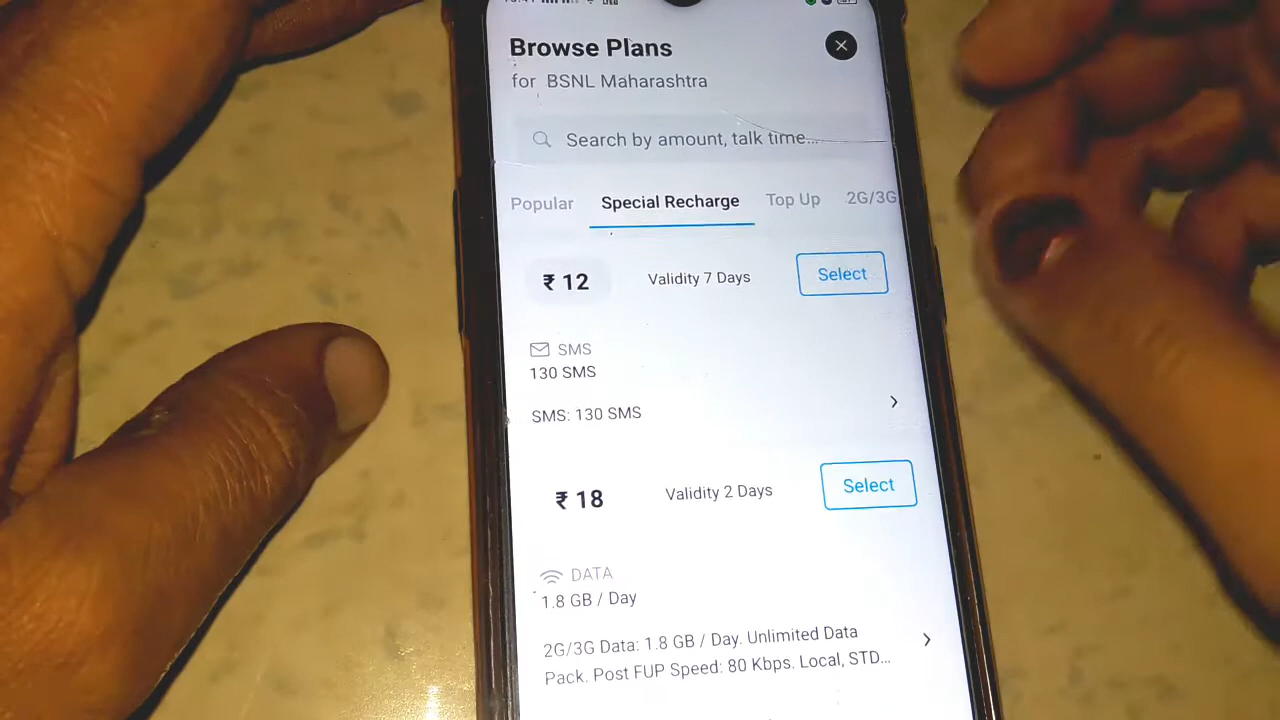 Browse Plans
for BSNL Maharashtra
Search by amount, talk time...
Popular Special Recharge Top Up 2G/3G
₹ 12 Validity 7 Days Select
SMS
130 SMS
SMS: 130 SMS
₹ 18 Validity 2 Days Select
DATA
1.8 GB / Day
2G/3G Data: 1.8 GB / Day. Unlimited Data
Pack. Post FUP Speed: 80 Kbps. Local, STD...